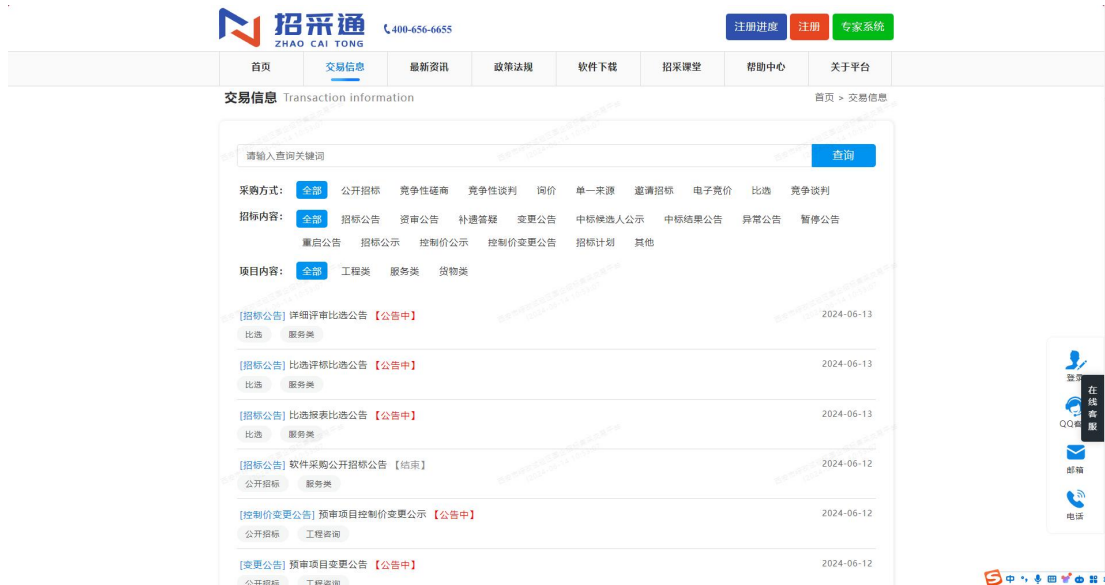 招采通
ZHAO CAI TONG
400-656-6655
注册进度 注册 专家系统
首页 交易信息 最新资讯 政策法规 软件下载 招采课堂 帮助中心 关于平台
交易信息 Transaction information 首页 > 交易信息
请输入查询关键词 查询
采购方式: 全部 公开招标 竞争性磋商 竞争性谈判 询价 单一来源 邀请招标 电子竞价 比选 竞争谈判
招标内容: 全部 招标公告 资审公告 补遗答疑 变更公告 中标候选人公示 中标结果公告 异常公告 暂停公告
重启公告 招标公示 控制价公示 控制价变更公告 招标计划 其他
项目内容: 全部 工程类 服务类 货物类
[招标公告] 详细评审比选公告 【公告中】 2024-06-13
比选 服务类
[招标公告] 比选评标比选公告 【公告中】 2024-06-13
比选 服务类
[招标公告] 比选报表比选公告 【公告中】 2024-06-13
比选 服务类
[招标公告] 软件采购公开招标公告 【结束】 2024-06-12
公开招标 服务类
[控制价变更公告] 预审项目控制价变更公示 【公告中】 2024-06-12
公开招标 工程咨询
[变更公告] 预审项目变更公告 【公告中】 2024-06-12
公开招标 工程咨询
登录
在线客服
QQ
邮箱
电话
中